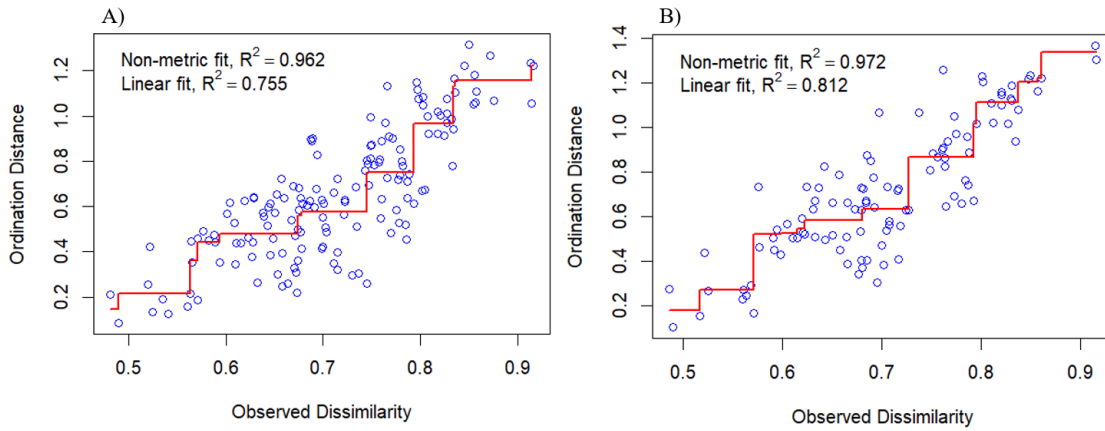 A)
Non-metric fit, R² = 0.962
Linear fit, R² = 0.755
Ordination Distance
1.2
1.0
0.8
0.6
0.4
0.2
0.5 0.6 0.7 0.8 0.9
Observed Dissimilarity
B)
Non-metric fit, R² = 0.972
Linear fit, R² = 0.812
Ordination Distance
1.4
1.2
1.0
0.8
0.6
0.4
0.2
0.5 0.6 0.7 0.8 0.9
Observed Dissimilarity